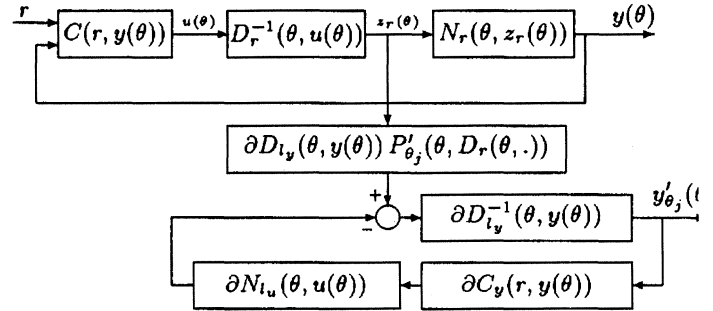 r
C(r, y(θ))
u(θ)
D_r^{-1}(θ, u(θ))
z_r(θ)
N_r(θ, z_r(θ))
y(θ)
∂D_{l_y}(θ, y(θ)) P'_{θ_j}(θ, D_r(θ, .))
+
−
∂D_{l_y}^{-1}(θ, y(θ))
y'_{θ_j}(
∂N_{l_u}(θ, u(θ))
∂C_y(r, y(θ))